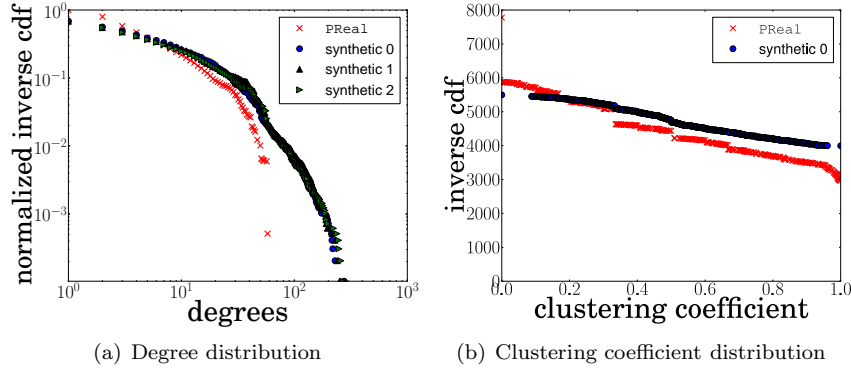 normalized inverse cdf
10^0
10^-1
10^-2
10^-3
10^0 10^1 10^2 10^3
degrees
PReal
synthetic 0
synthetic 1
synthetic 2
(a) Degree distribution
inverse cdf
8000
7000
6000
5000
4000
3000
2000
1000
0
0.0 0.2 0.4 0.6 0.8 1.0
clustering coefficient
PReal
synthetic 0
(b) Clustering coefficient distribution